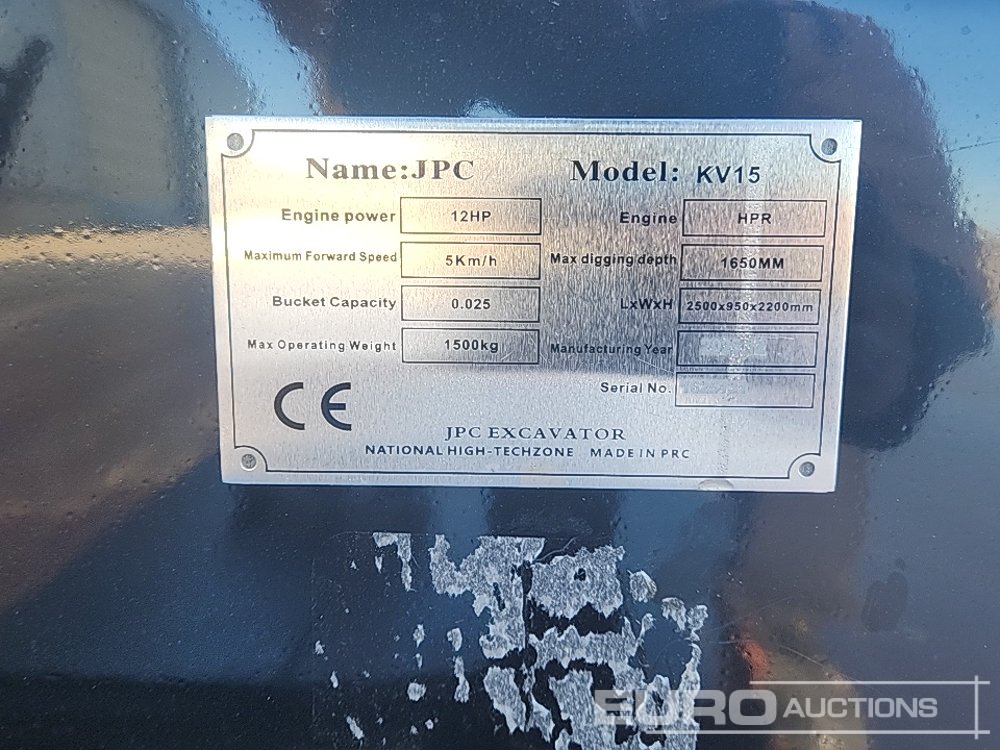 Name:JPC Model: KV15
Engine power 12HP Engine HPR
Maximum Forward Speed 5Km/h Max digging depth 1650MM
Bucket Capacity 0.025 LxWxH 2500x950x2200mm
Max Operating Weight 1500kg Manufacturing Year
Serial No.
CE
JPC EXCAVATOR
NATIONAL HIGH-TECHZONE MADE IN PRC
EURO AUCTIONS